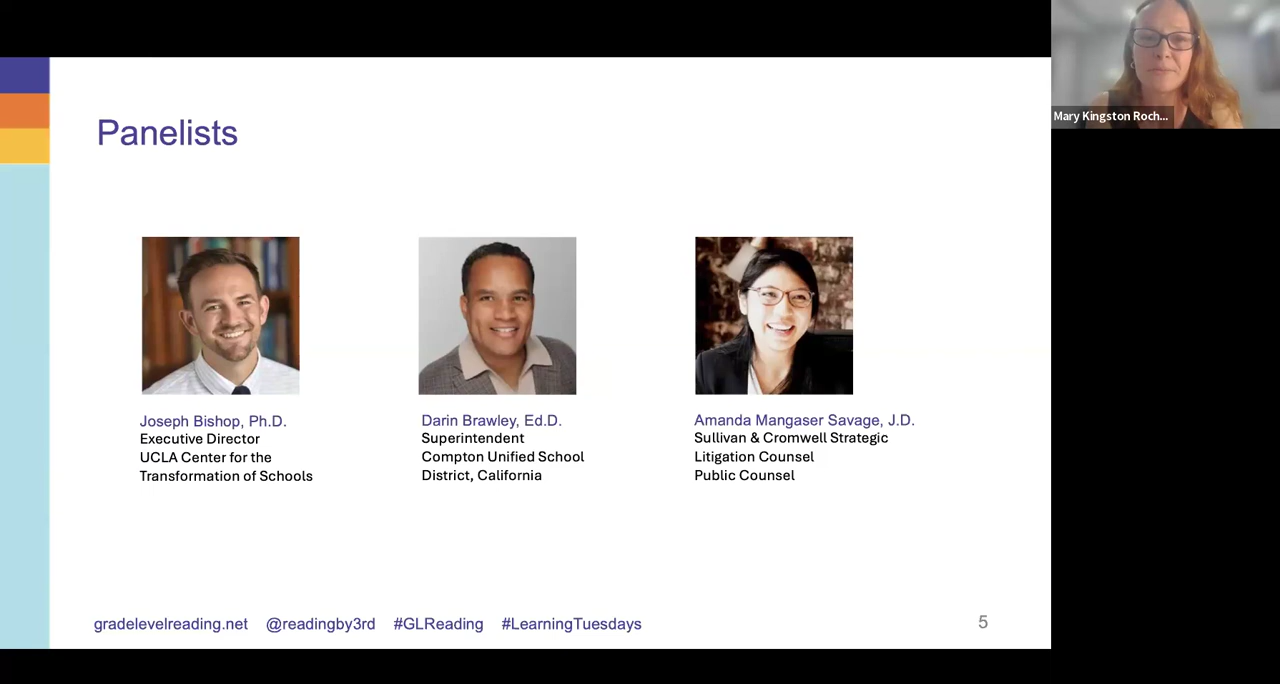 Panelists
Joseph Bishop, Ph.D.
Executive Director
UCLA Center for the
Transformation of Schools
Darin Brawley, Ed.D.
Superintendent
Compton Unified School
District, California
Amanda Mangaser Savage, J.D.
Sullivan & Cromwell Strategic
Litigation Counsel
Public Counsel
gradelevelreading.net @readingby3rd #GLReading #LearningTuesdays
5
Mary Kingston Roch...